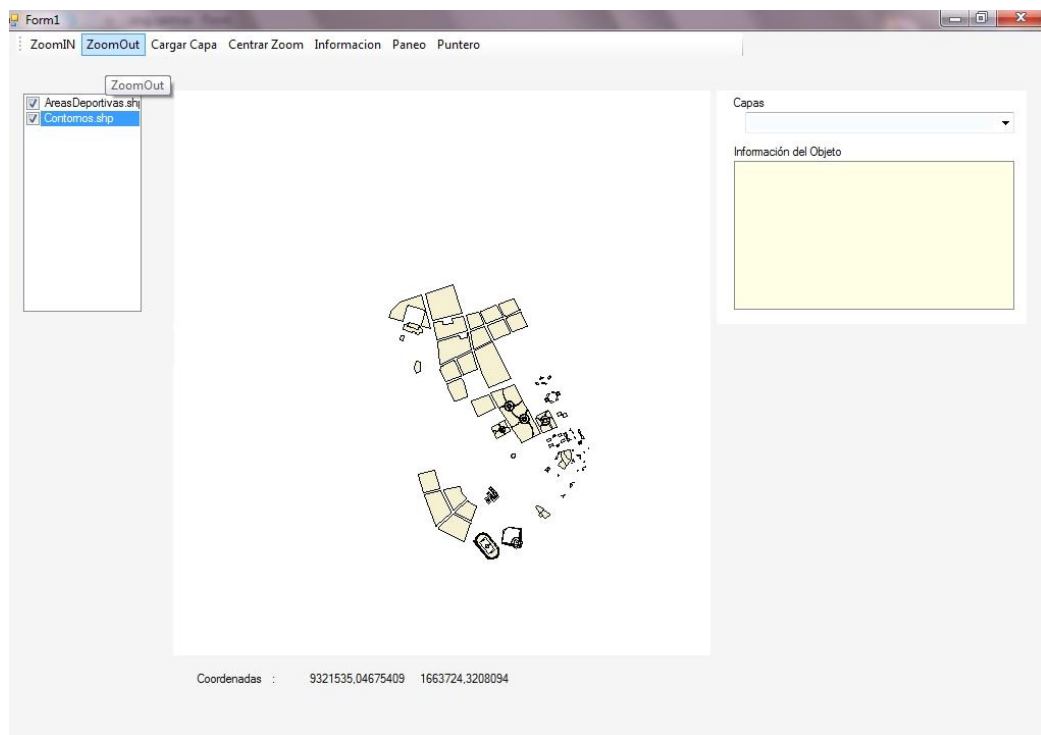 Form1
ZoomIN ZoomOut Cargar Capa Centrar Zoom Informacion Paneo Puntero
ZoomOut
AreasDeportivas.shp
Contornos.shp
Capas
Información del Objeto
Coordenadas : 9321535,04675409 1663724,3208094